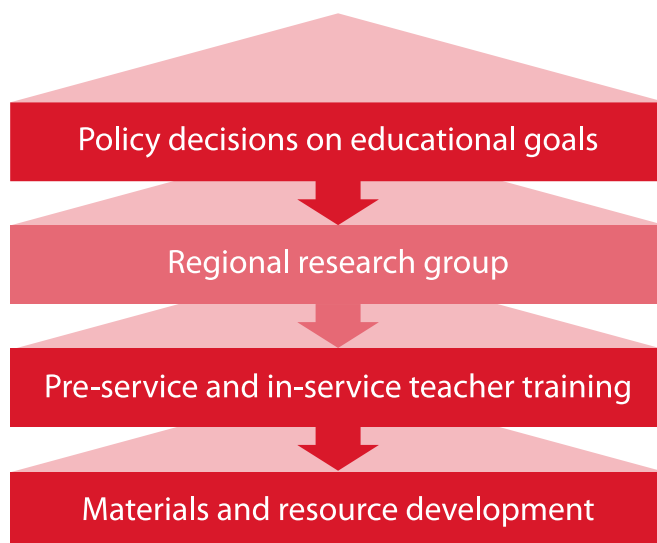 Policy decisions on educational goals
Regional research group
Pre-service and in-service teacher training
Materials and resource development